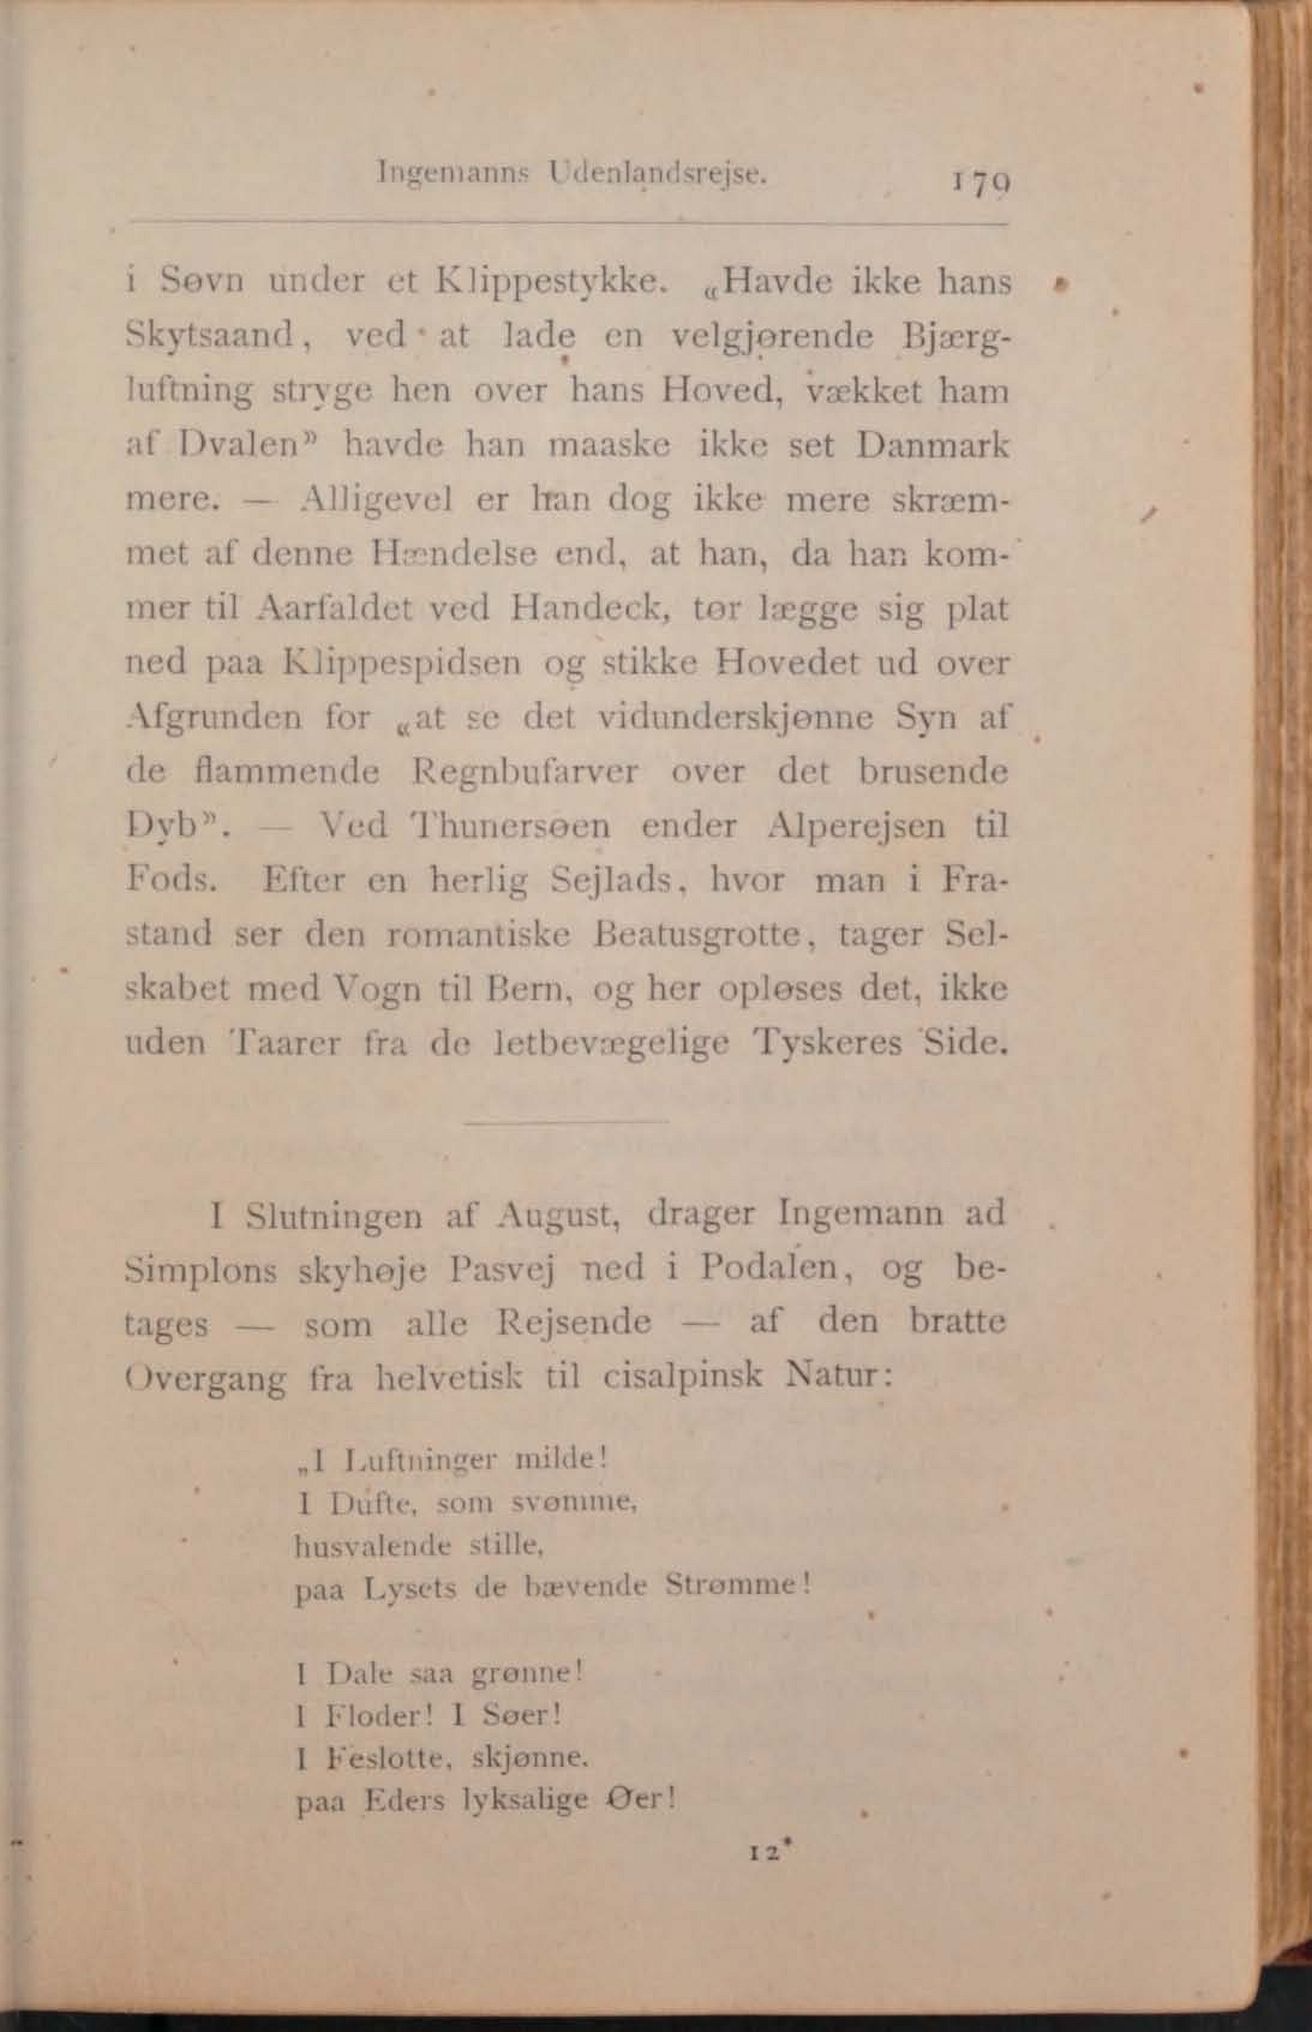 Ingemanns Udenlandsrejse. 179
i Søvn under et Klippestykke. „Havde ikke hans
Skytsaand, ved at lade en velgjørende Bjærg-
luftning stryge hen over hans Hoved, vækket ham
af Dvalen” havde han maaske ikke set Danmark
mere. — Alligevel er han dog ikke mere skræm-
met af denne Hændelse end, at han, da han kom-
mer til Aarfaldet ved Handeck, tør lægge sig plat
ned paa Klippespidsen og stikke Hovedet ud over
Afgrunden for „at se det vidunderskjønne Syn af
de flammende Regnbufarver over det brusende
Dyb”. — Ved Thunersøen ender Alperejsen til
Fods. Efter en herlig Sejlads, hvor man i Fra-
stand ser den romantiske Beatusgrotte, tager Sel-
skabet med Vogn til Bern, og her opløses det, ikke
uden Taarer fra de letbevægelige Tyskeres Side.
I Slutningen af August, drager Ingemann ad
Simplons skyhøje Pasvej ned i Podalen, og be-
tages — som alle Rejsende — af den bratte
Overgang fra helvetisk til cisalpinsk Natur:
„I Luftninger milde!
I Dufte, som svømme,
husvalende stille,
paa Lysets de bævende Strømme!
I Dale saa grønne!
I Floder! I Søer!
I Feslotte, skjønne,
paa Eders lyksalige Øer!
12*